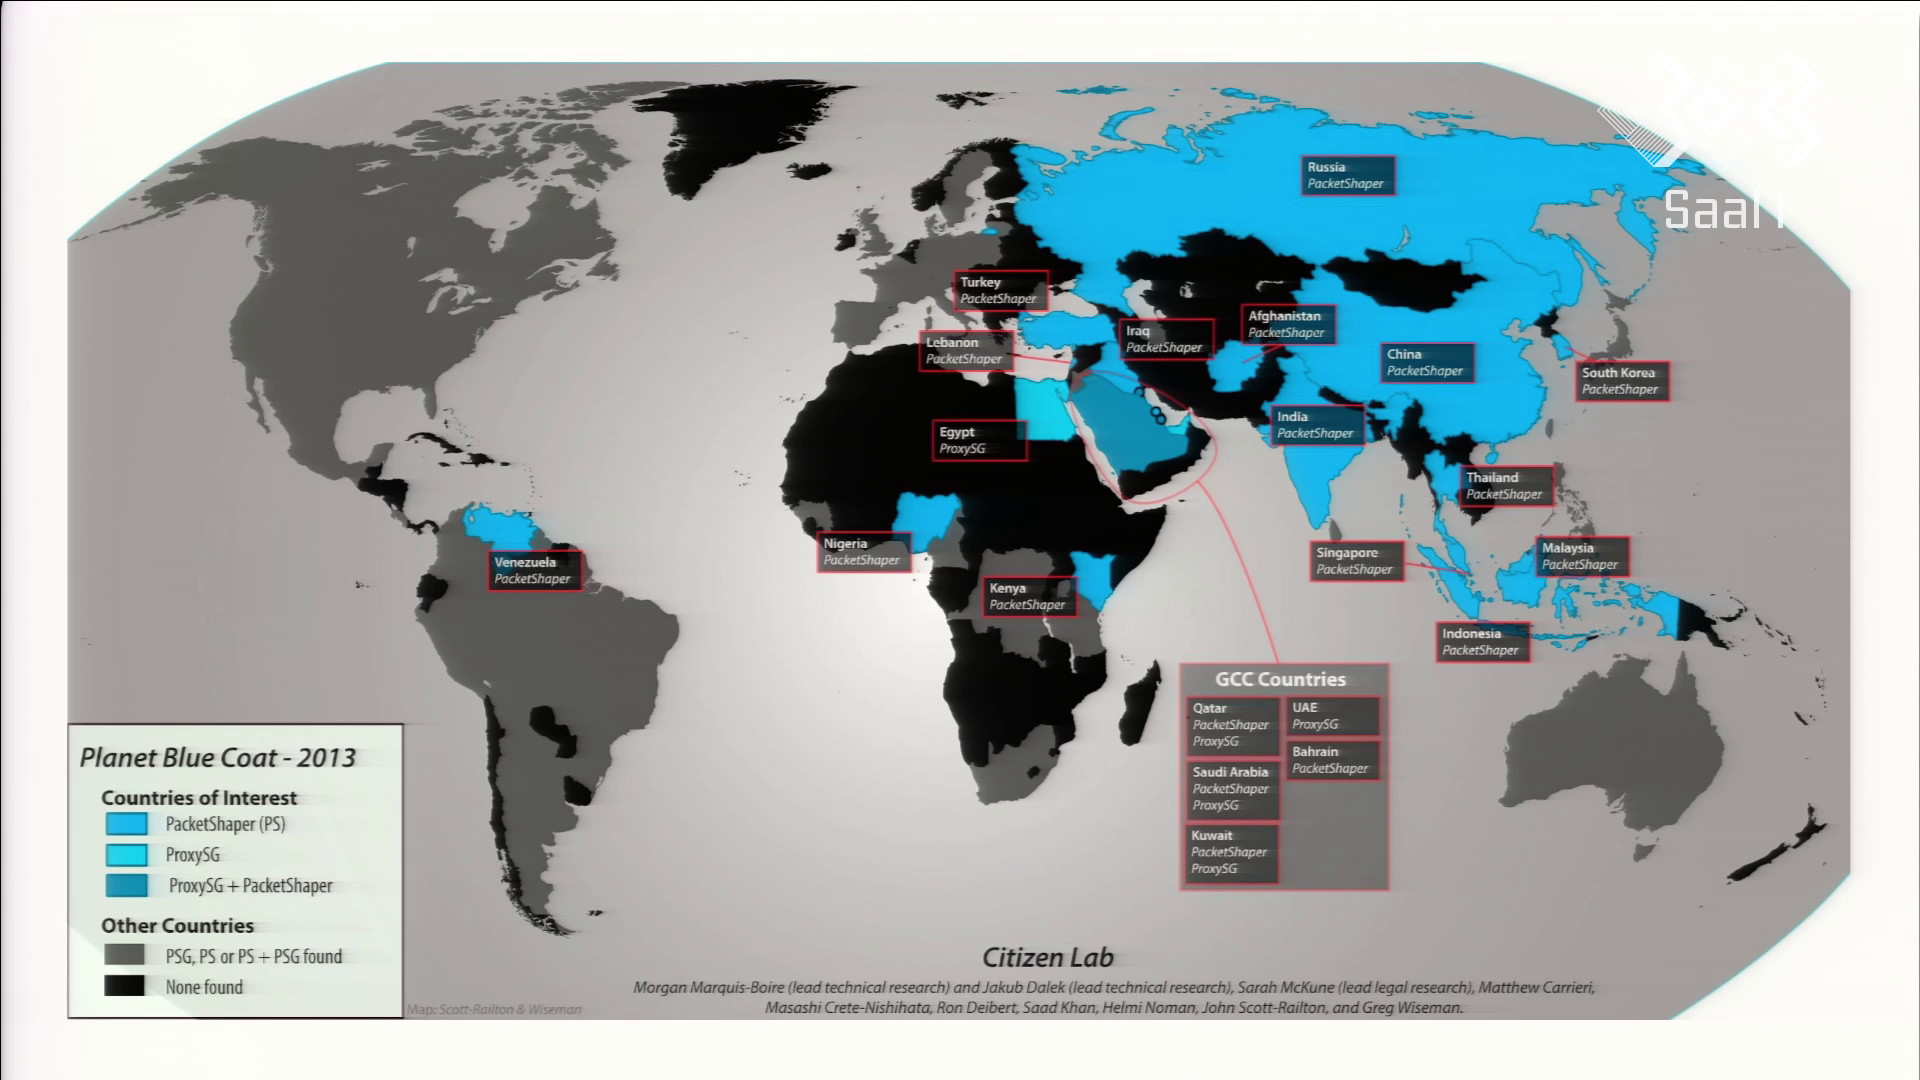 Saal 1
Russia
PacketShaper
Turkey
PacketShaper
Lebanon
PacketShaper
Iraq
PacketShaper
Afghanistan
PacketShaper
China
PacketShaper
South Korea
PacketShaper
Egypt
ProxySG
India
PacketShaper
Thailand
PacketShaper
Venezuela
PacketShaper
Nigeria
PacketShaper
Kenya
PacketShaper
Singapore
PacketShaper
Malaysia
PacketShaper
Indonesia
PacketShaper
GCC Countries
Qatar
PacketShaper
ProxySG
UAE
ProxySG
Bahrain
PacketShaper
Saudi Arabia
PacketShaper
ProxySG
Kuwait
PacketShaper
ProxySG
Planet Blue Coat - 2013
Countries of Interest
PacketShaper (PS)
ProxySG
ProxySG + PacketShaper
Other Countries
PSG, PS or PS + PSG found
None found
Map: Scott-Railton & Wiseman
Citizen Lab
Morgan Marquis-Boire (lead technical research) and Jakub Dalek (lead technical research), Sarah McKune (lead legal research), Matthew Carrieri,
Masashi Crete-Nishihata, Ron Deibert, Saad Khan, Helmi Noman, John Scott-Railton, and Greg Wiseman.